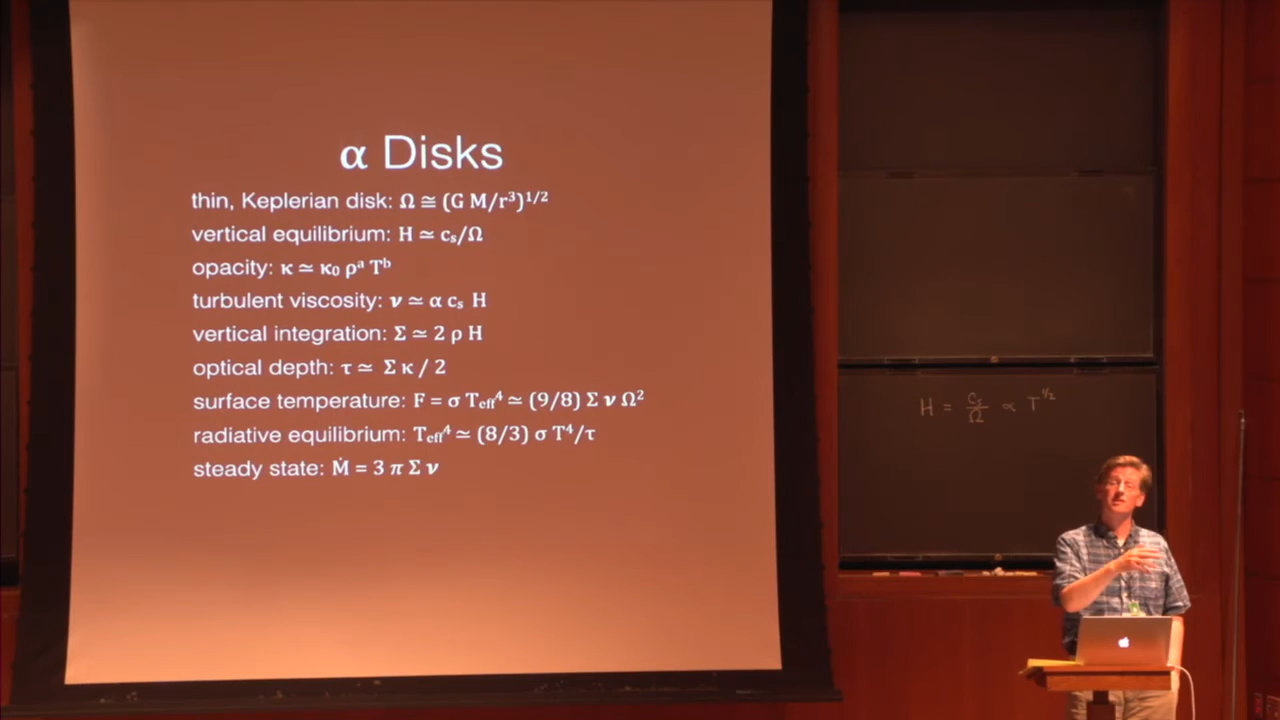 α Disks
thin, Keplerian disk: Ω ≅ (G M/r³)¹ᐟ²
vertical equilibrium: H ≃ cₛ/Ω
opacity: κ ≃ κ₀ ρᵃ Tᵇ
turbulent viscosity: ν ≃ α cₛ H
vertical integration: Σ ≃ 2 ρ H
optical depth: τ ≃ Σ κ / 2
surface temperature: F = σ Teff⁴ ≃ (9/8) Σ ν Ω²
radiative equilibrium: Teff⁴ ≃ (8/3) σ T⁴/τ
steady state: Ṁ = 3 π Σ ν
H = cₛ/Ω ∝ T¹ᐟ²